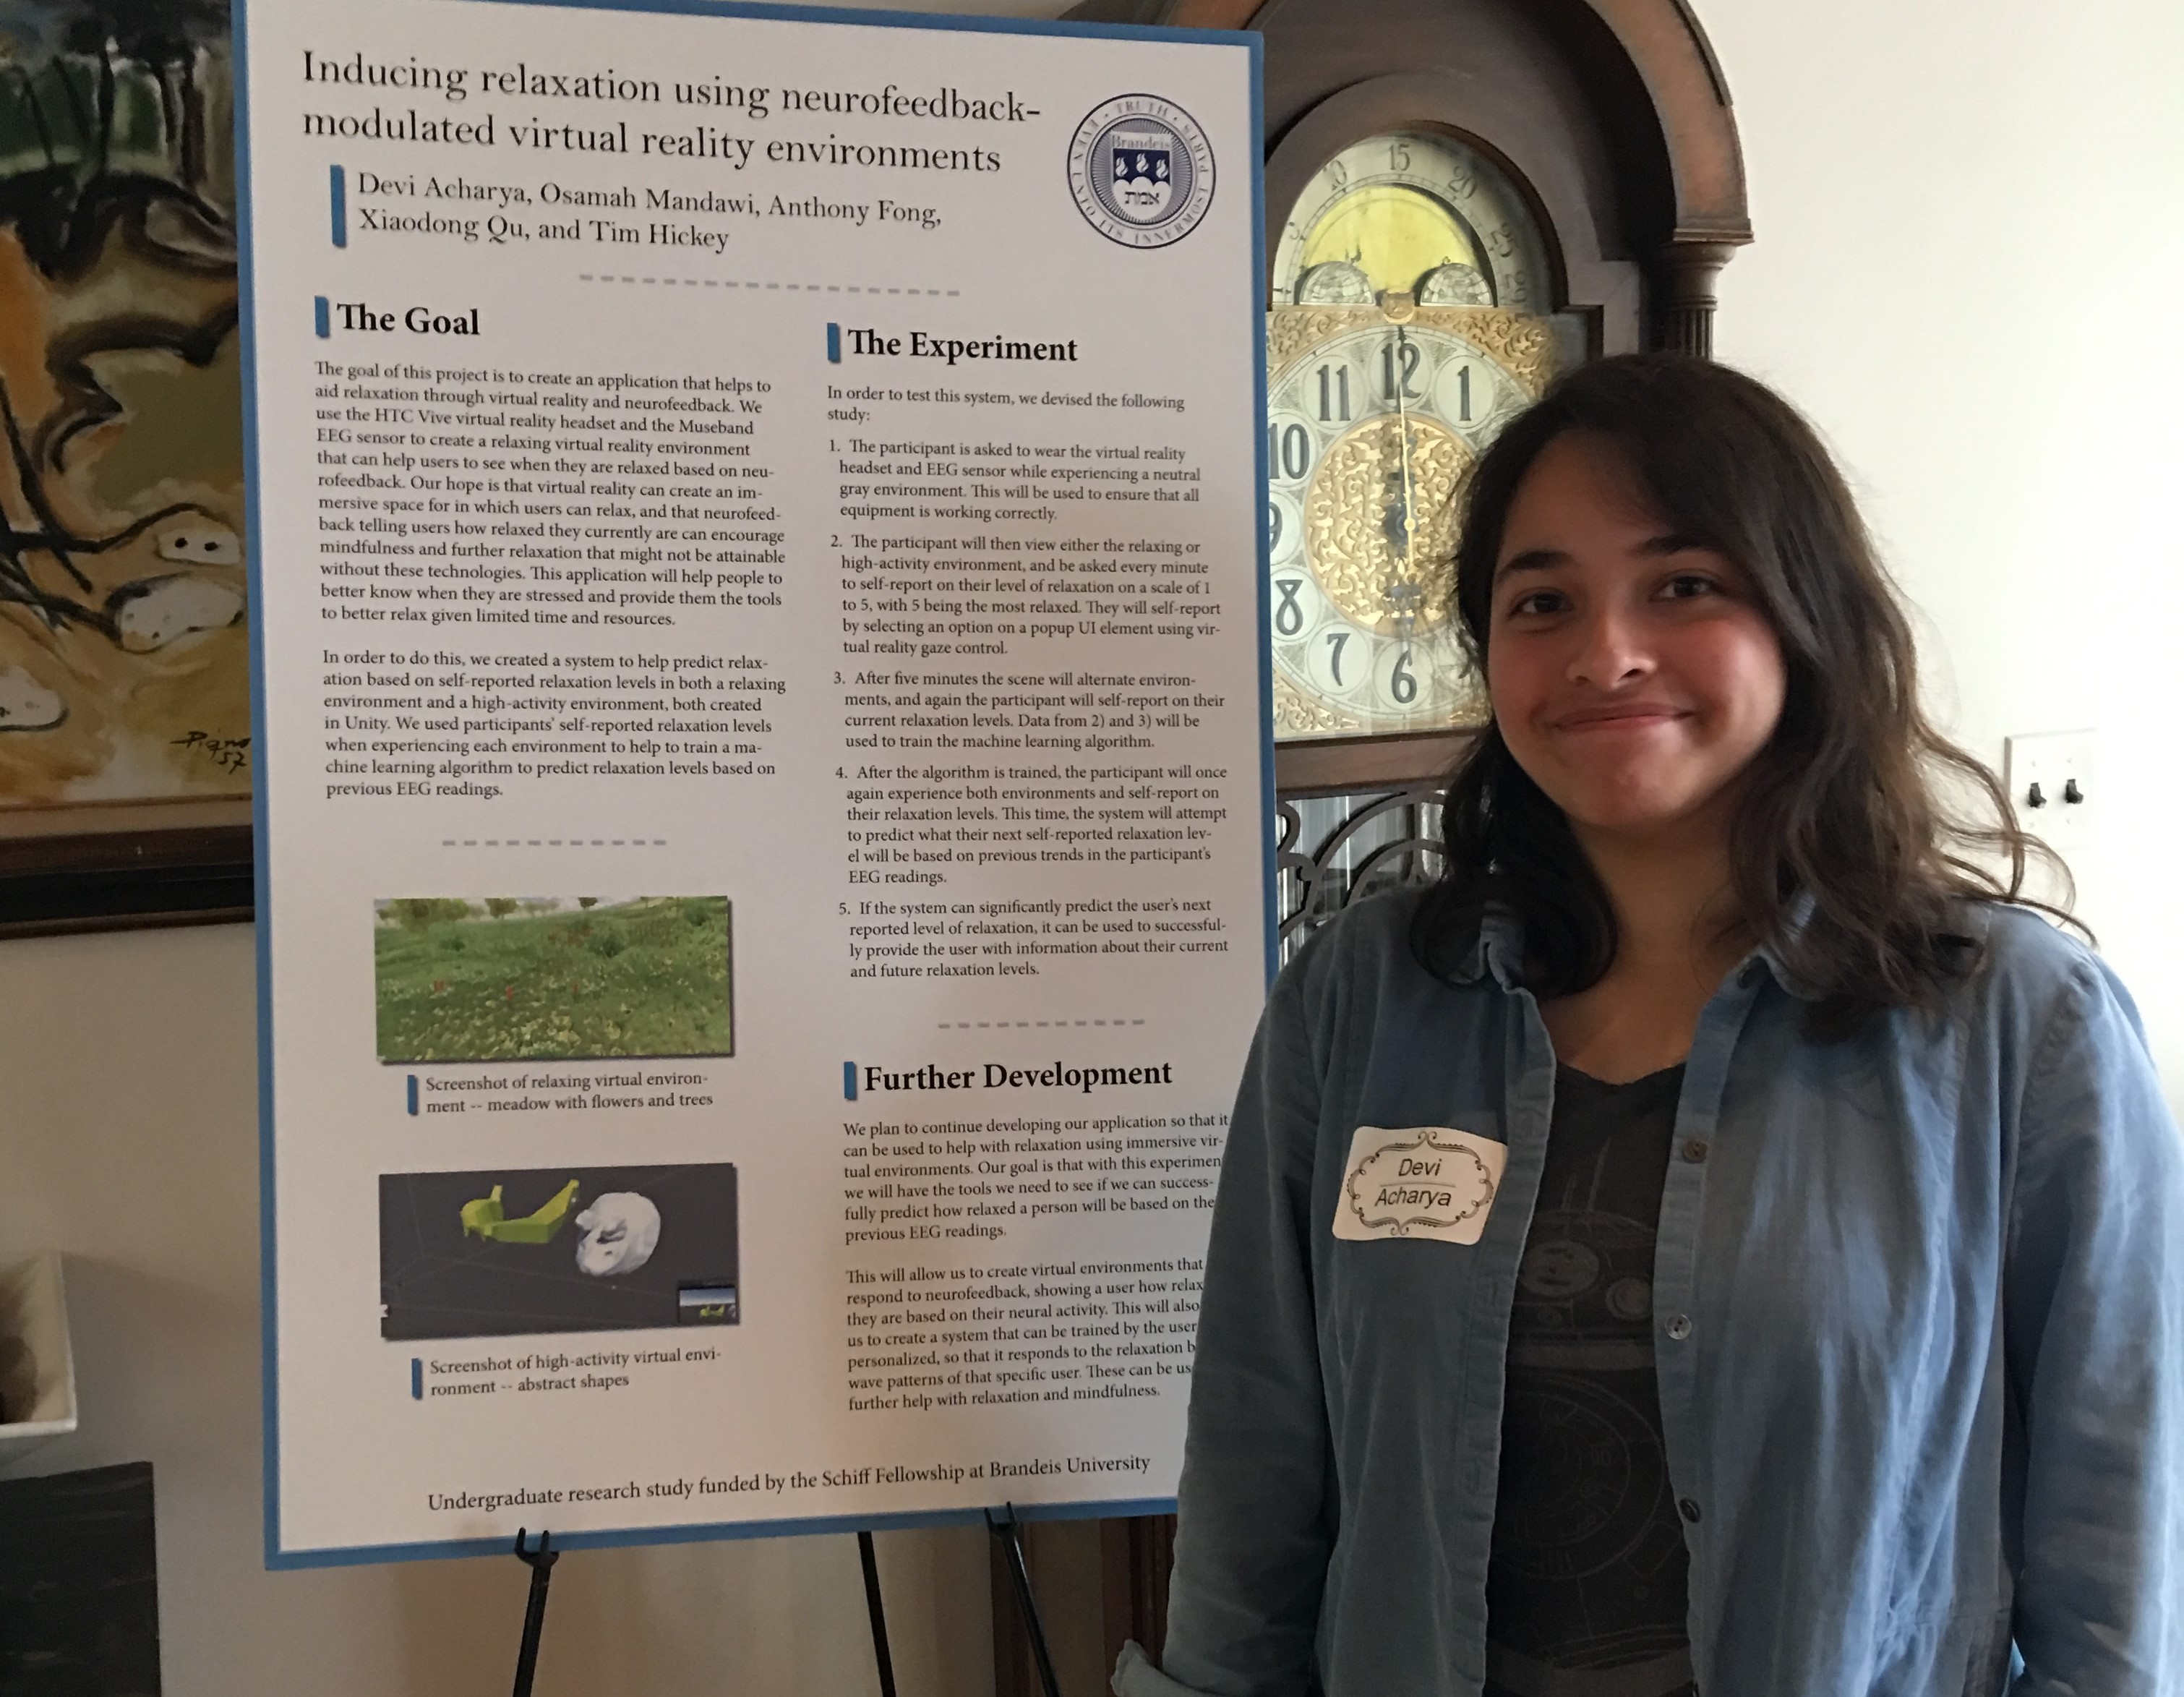 Inducing relaxation using neurofeedback-
modulated virtual reality environments
Devi Acharya, Osamah Mandawi, Anthony Fong,
Xiaodong Qu, and Tim Hickey
TRUTH · EVEN UNTO ITS INNERMOST PARTS
Brandeis
אמת
The Goal
The goal of this project is to create an application that helps to
aid relaxation through virtual reality and neurofeedback. We
use the HTC Vive virtual reality headset and the Museband
EEG sensor to create a relaxing virtual reality environment
that can help users to see when they are relaxed based on neu-
rofeedback. Our hope is that virtual reality can create an im-
mersive space for in which users can relax, and that neurofeed-
back telling users how relaxed they currently are can encourage
mindfulness and further relaxation that might not be attainable
without these technologies. This application will help people to
better know when they are stressed and provide them the tools
to better relax given limited time and resources.
In order to do this, we created a system to help predict relax-
ation based on self-reported relaxation levels in both a relaxing
environment and a high-activity environment, both created
in Unity. We used participants' self-reported relaxation levels
when experiencing each environment to help to train a ma-
chine learning algorithm to predict relaxation levels based on
previous EEG readings.
Screenshot of relaxing virtual environ-
ment -- meadow with flowers and trees
Screenshot of high-activity virtual envi-
ronment -- abstract shapes
The Experiment
In order to test this system, we devised the following
study:
1. The participant is asked to wear the virtual reality
headset and EEG sensor while experiencing a neutral
gray environment. This will be used to ensure that all
equipment is working correctly.
2. The participant will then view either the relaxing or
high-activity environment, and be asked every minute
to self-report on their level of relaxation on a scale of 1
to 5, with 5 being the most relaxed. They will self-report
by selecting an option on a popup UI element using vir-
tual reality gaze control.
3. After five minutes the scene will alternate environ-
ments, and again the participant will self-report on their
current relaxation levels. Data from 2) and 3) will be
used to train the machine learning algorithm.
4. After the algorithm is trained, the participant will once
again experience both environments and self-report on
their relaxation levels. This time, the system will attempt
to predict what their next self-reported relaxation lev-
el will be based on previous trends in the participant's
EEG readings.
5. If the system can significantly predict the user's next
reported level of relaxation, it can be used to successful-
ly provide the user with information about their current
and future relaxation levels.
Further Development
We plan to continue developing our application so that it
can be used to help with relaxation using immersive vir-
tual environments. Our goal is that with this experimen
we will have the tools we need to see if we can success-
fully predict how relaxed a person will be based on the
previous EEG readings.
This will allow us to create virtual environments that
respond to neurofeedback, showing a user how relax
they are based on their neural activity. This will also
us to create a system that can be trained by the user
personalized, so that it responds to the relaxation b
wave patterns of that specific user. These can be us
further help with relaxation and mindfulness.
Undergraduate research study funded by the Schiff Fellowship at Brandeis University
5 10 15 20 25
12
11 1
10
9
8
7
6
Devi
Acharya
57